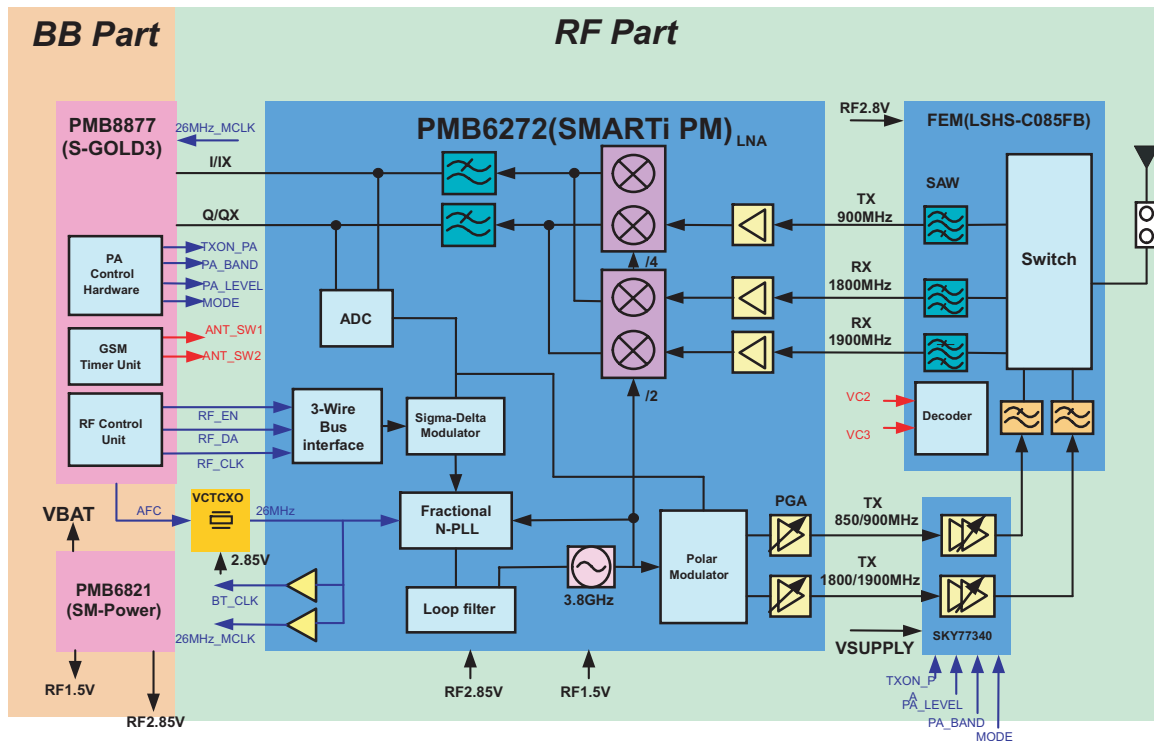 BB Part
RF Part
PMB8877
(S-GOLD3)
26MHz_MCLK
I/IX
Q/QX
PA
Control
Hardware
TXON_PA
PA_BAND
PA_LEVEL
MODE
GSM
Timer Unit
ANT_SW1
ANT_SW2
RF Control
Unit
RF_EN
RF_DA
RF_CLK
AFC
VBAT
PMB6821
(SM-Power)
RF1.5V
RF2.85V
VCTCXO
26MHz
2.85V
BT_CLK
26MHz_MCLK
PMB6272(SMARTi PM)
LNA
ADC
3-Wire
Bus
interface
Sigma-Delta
Modulator
Fractional
N-PLL
Loop filter
3.8GHz
/4
/2
Polar
Modulator
PGA
RF2.85V
RF1.5V
TX
900MHz
RX
1800MHz
RX
1900MHz
TX
850/900MHz
TX
1800/1900MHz
RF2.8V
FEM(LSHS-C085FB)
SAW
Switch
VC2
VC3
Decoder
VSUPPLY
SKY77340
TXON_P
A
PA_LEVEL
PA_BAND
MODE